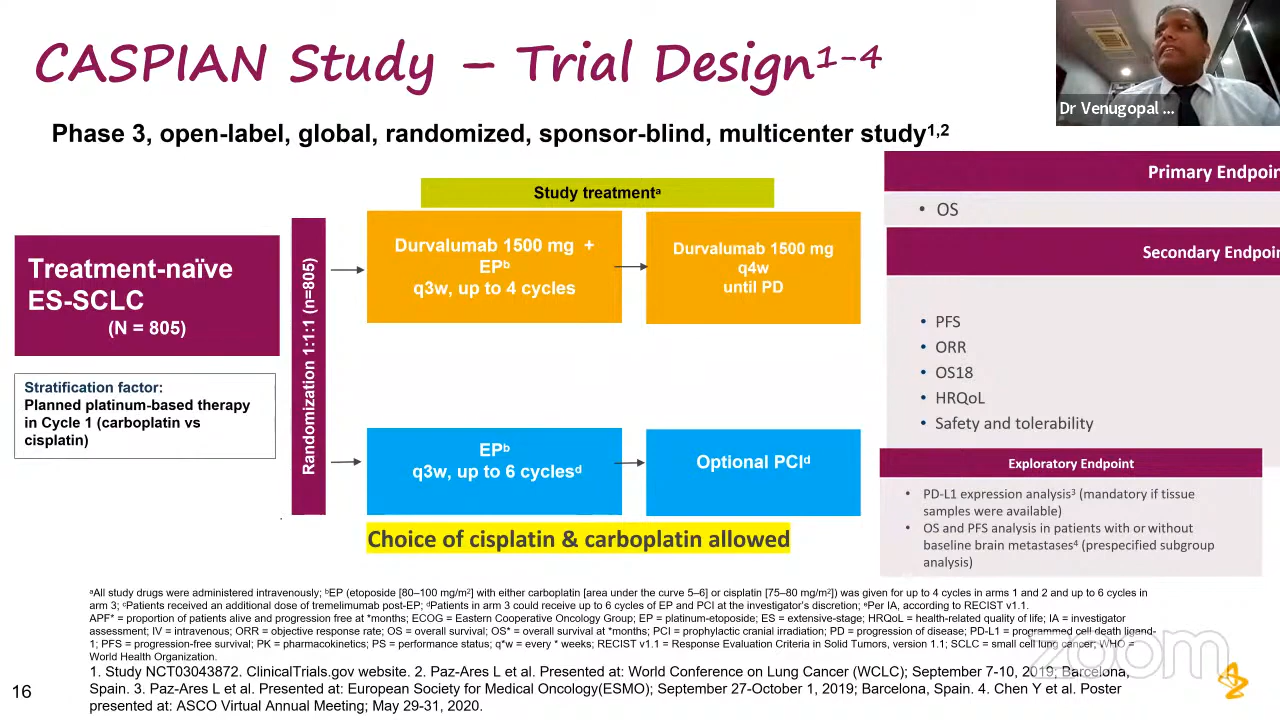 CASPIAN Study – Trial Design1-4
Dr Venugopal ...
Phase 3, open-label, global, randomized, sponsor-blind, multicenter study1,2
Study treatmenta
Treatment-naïve
ES-SCLC
(N = 805)
Stratification factor:
Planned platinum-based therapy
in Cycle 1 (carboplatin vs
cisplatin)
Randomization 1:1:1 (n=805)
Durvalumab 1500 mg +
EPb
q3w, up to 4 cycles
Durvalumab 1500 mg
q4w
until PD
EPb
q3w, up to 6 cyclesd
Optional PCId
Choice of cisplatin & carboplatin allowed
Primary Endpoin
• OS
Secondary Endpoin
• PFS
• ORR
• OS18
• HRQoL
• Safety and tolerability
Exploratory Endpoint
• PD-L1 expression analysis3 (mandatory if tissue
samples were available)
• OS and PFS analysis in patients with or without
baseline brain metastases4 (prespecified subgroup
analysis)
aAll study drugs were administered intravenously; bEP (etoposide [80–100 mg/m2] with either carboplatin [area under the curve 5–6] or cisplatin [75–80 mg/m2]) was given for up to 4 cycles in arms 1 and 2 and up to 6 cycles in
arm 3; cPatients received an additional dose of tremelimumab post-EP; dPatients in arm 3 could receive up to 6 cycles of EP and PCI at the investigator's discretion; ePer IA, according to RECIST v1.1.
APF* = proportion of patients alive and progression free at *months; ECOG = Eastern Cooperative Oncology Group; EP = platinum-etoposide; ES = extensive-stage; HRQoL = health-related quality of life; IA = investigator
assessment; IV = intravenous; ORR = objective response rate; OS = overall survival; OS* = overall survival at *months; PCI = prophylactic cranial irradiation; PD = progression of disease; PD-L1 = programmed cell death ligand-
1; PFS = progression-free survival; PK = pharmacokinetics; PS = performance status; q*w = every * weeks; RECIST v1.1 = Response Evaluation Criteria in Solid Tumors, version 1.1; SCLC = small cell lung cancer; WHO =
World Health Organization.
1. Study NCT03043872. ClinicalTrials.gov website. 2. Paz-Ares L et al. Presented at: World Conference on Lung Cancer (WCLC); September 7-10, 2019; Barcelona,
Spain. 3. Paz-Ares L et al. Presented at: European Society for Medical Oncology(ESMO); September 27-October 1, 2019; Barcelona, Spain. 4. Chen Y et al. Poster
presented at: ASCO Virtual Annual Meeting; May 29-31, 2020.
zoom
16